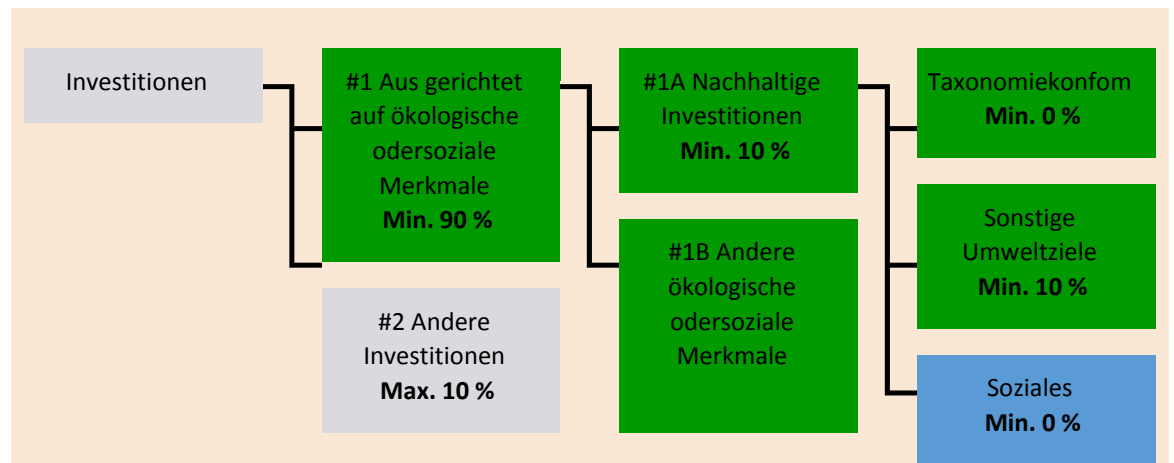 Investitionen
#1 Aus gerichtet
auf ökologische
odersoziale
Merkmale
Min. 90 %
#2 Andere
Investitionen
Max. 10 %
#1A Nachhaltige
Investitionen
Min. 10 %
#1B Andere
ökologische
odersoziale
Merkmale
Taxonomiekonfom
Min. 0 %
Sonstige
Umweltziele
Min. 10 %
Soziales
Min. 0 %